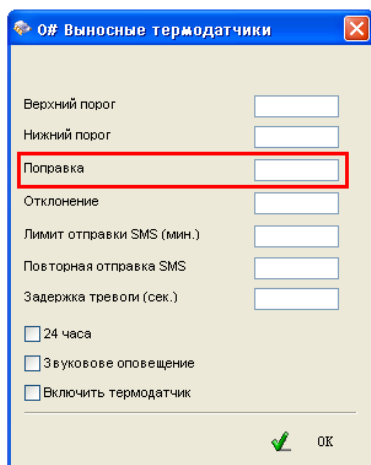 0# Выносные термодатчики
Верхний порог
Нижний порог
Поправка
Отклонение
Лимит отправки SMS (мин.)
Повторная отправка SMS
Задержка тревоги (сек.)
24 часа
Звуковове оповещение
Включить термодатчик
OK